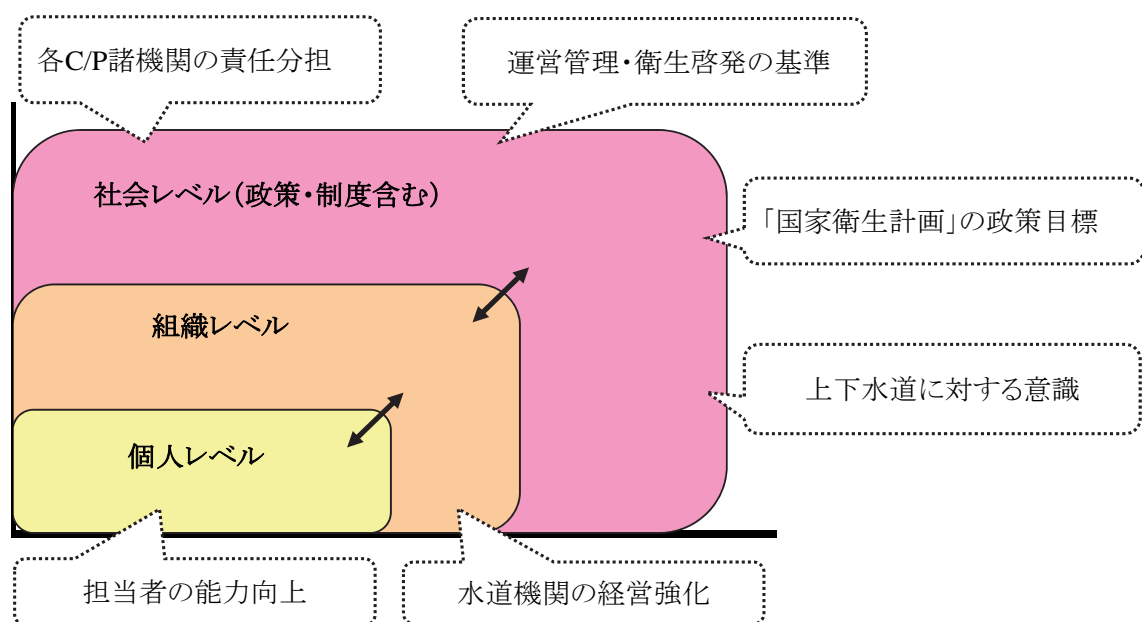 各C/P諸機関の責任分担
運営管理・衛生啓発の基準
社会レベル(政策・制度含む)
「国家衛生計画」の政策目標
組織レベル
上下水道に対する意識
個人レベル
担当者の能力向上
水道機関の経営強化